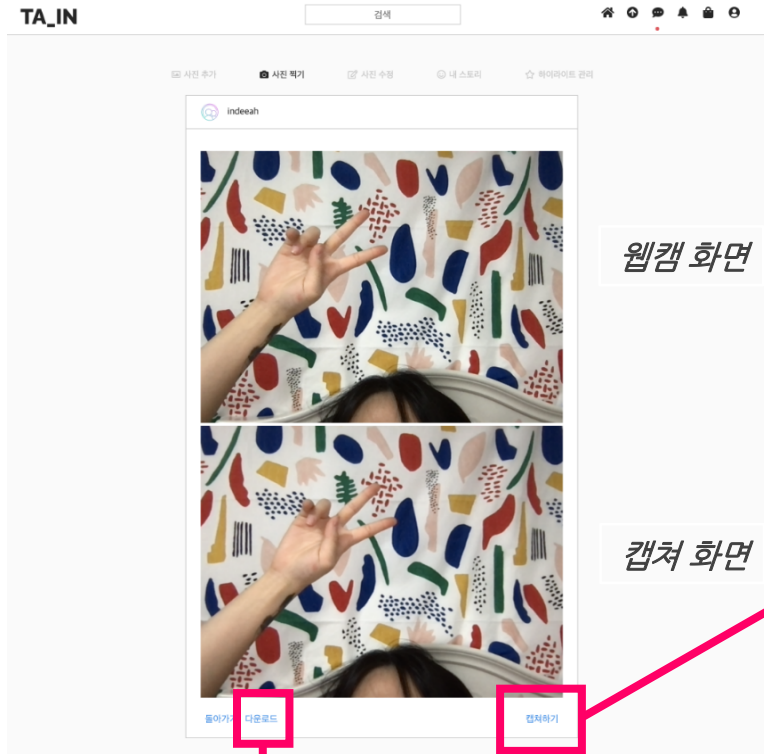 TA_IN
검색
사진 추가
사진 찍기
사진 수정
내 스토리
하이라이트 관리
indeeah
웹캠 화면
캡쳐 화면
돌아가기
다운로드
캡쳐하기